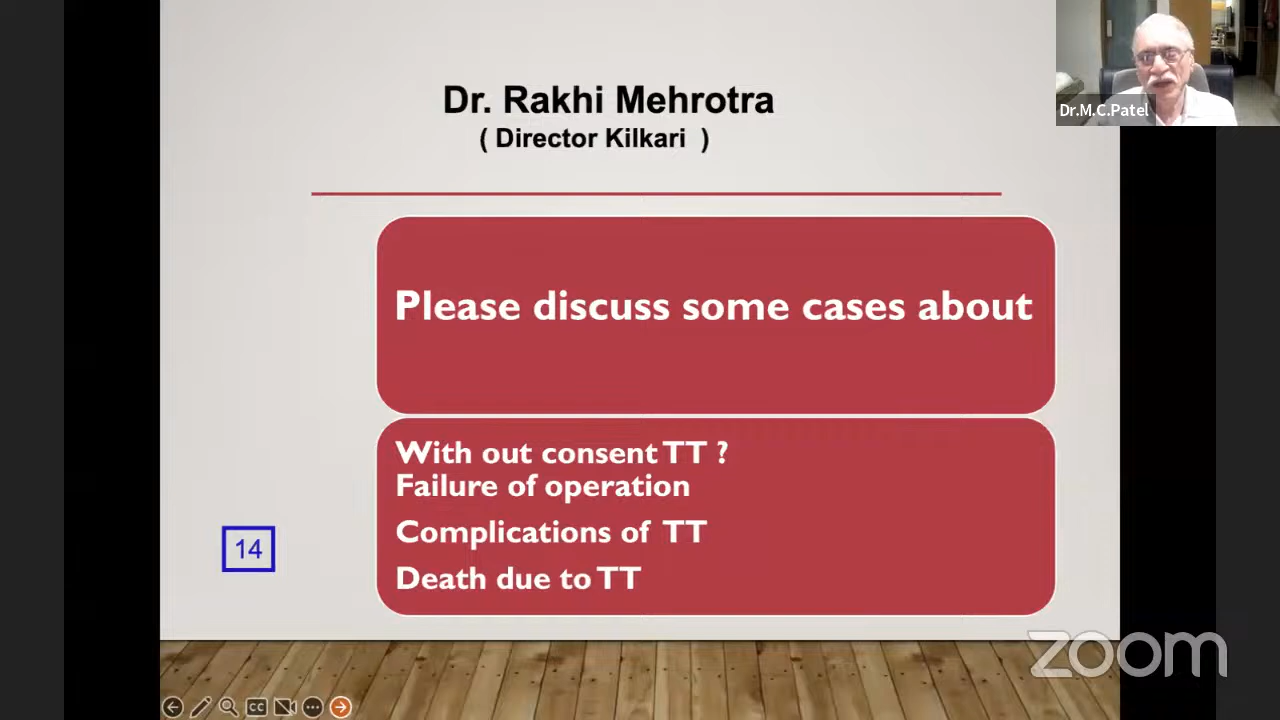 Dr. Rakhi Mehrotra
( Director Kilkari )
Dr.M.C.Patel
Please discuss some cases about
With out consent TT ?
Failure of operation
Complications of TT
Death due to TT
14
zoom
CC